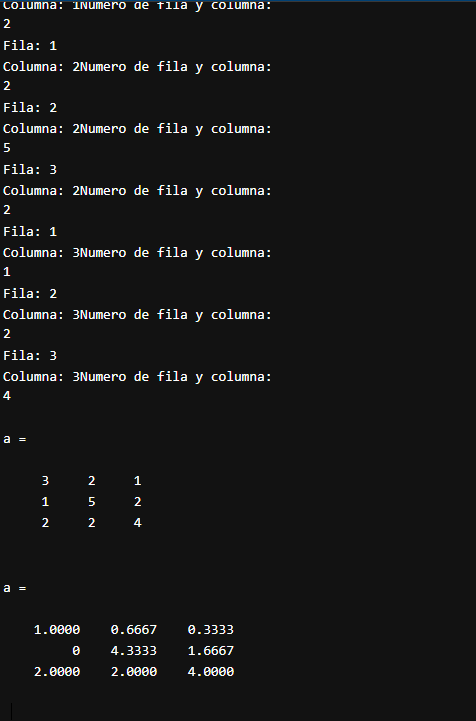 Columna: 1Numero de fila y columna:
2
Fila: 1
Columna: 2Numero de fila y columna:
2
Fila: 2
Columna: 2Numero de fila y columna:
5
Fila: 3
Columna: 2Numero de fila y columna:
2
Fila: 1
Columna: 3Numero de fila y columna:
1
Fila: 2
Columna: 3Numero de fila y columna:
2
Fila: 3
Columna: 3Numero de fila y columna:
4
a =
3 2 1
1 5 2
2 2 4
a =
1.0000 0.6667 0.3333
0 4.3333 1.6667
2.0000 2.0000 4.0000